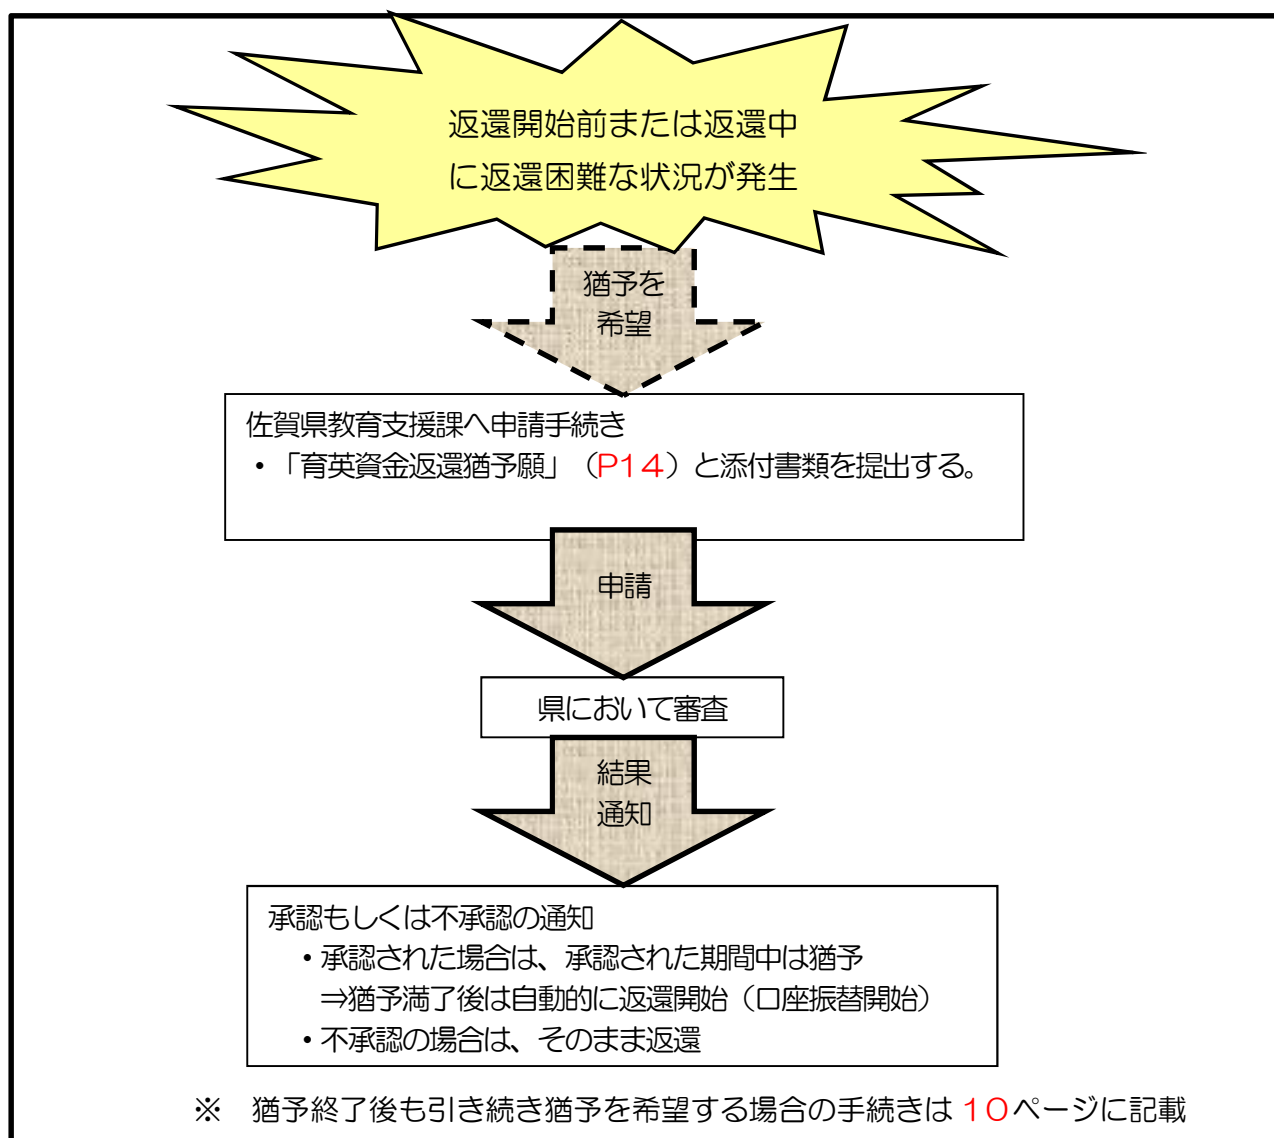 返還開始前または返還中
に返還困難な状況が発生
猶予を
希望
佐賀県教育支援課へ申請手続き
・「育英資金返還猶予願」（P14）と添付書類を提出する。
申請
県において審査
結果
通知
承認もしくは不承認の通知
・承認された場合は、承認された期間中は猶予
⇒猶予満了後は自動的に返還開始（口座振替開始）
・不承認の場合は、そのまま返還
※　猶予終了後も引き続き猶予を希望する場合の手続きは 10ページに記載